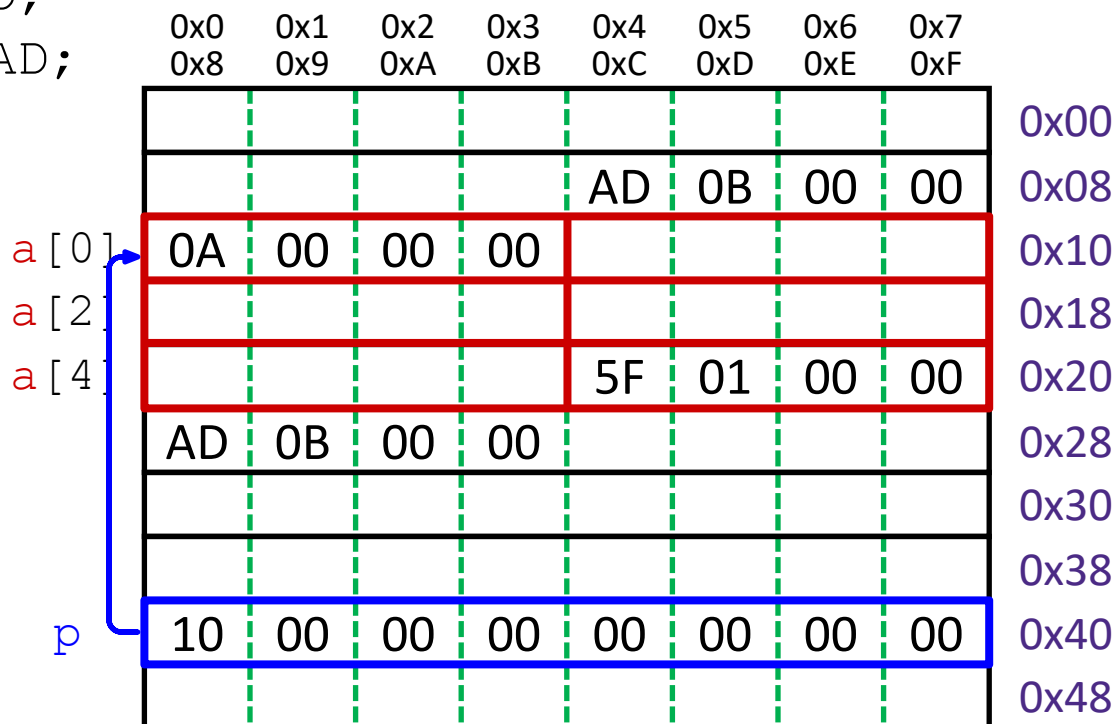 ;
AD;
0x0 0x1 0x2 0x3 0x4 0x5 0x6 0x7
0x8 0x9 0xA 0xB 0xC 0xD 0xE 0xF
0x00
AD 0B 00 00 0x08
a[0] 0A 00 00 00 0x10
a[2] 0x18
a[4] 5F 01 00 00 0x20
AD 0B 00 00 0x28
0x30
0x38
p 10 00 00 00 00 00 00 00 0x40
0x48